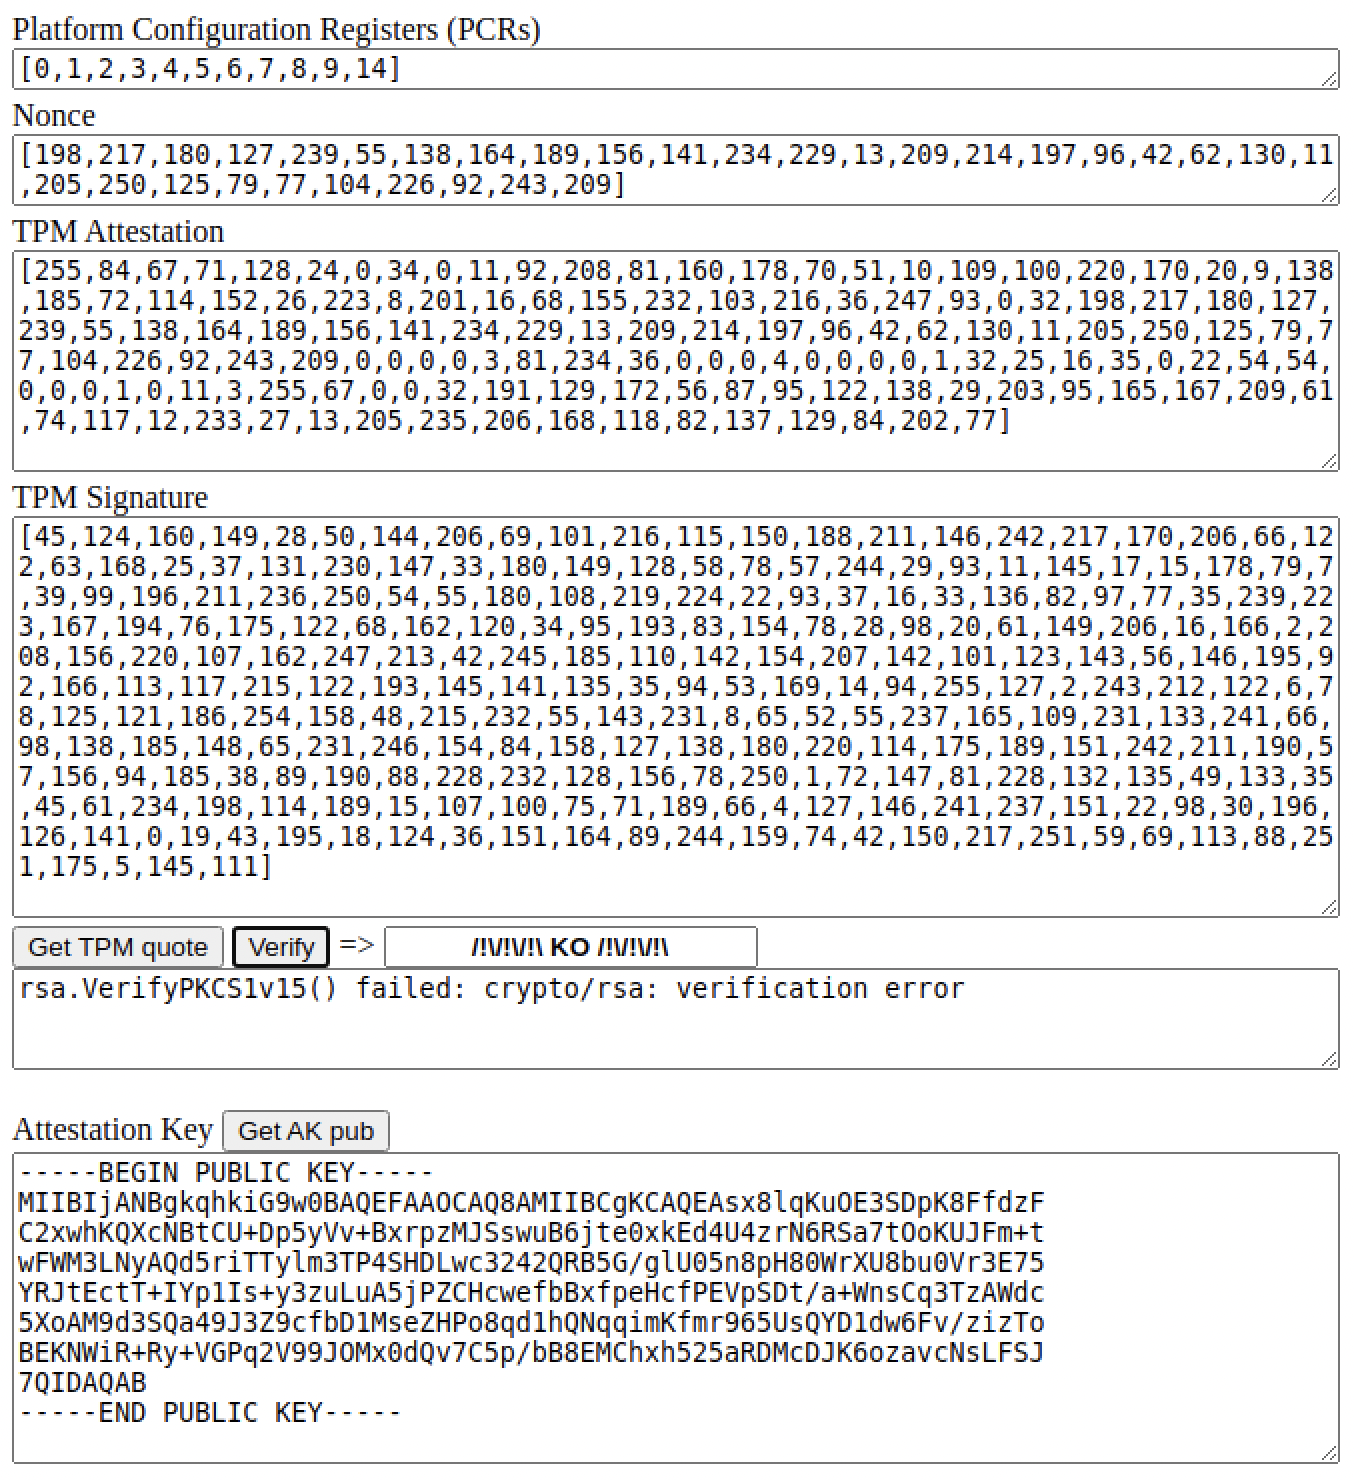 Platform Configuration Registers (PCRs)
[0,1,2,3,4,5,6,7,8,9,14]
Nonce
[198,217,180,127,239,55,138,164,189,156,141,234,229,13,209,214,197,96,42,62,130,11
,205,250,125,79,77,104,226,92,243,209]
TPM Attestation
[255,84,67,71,128,24,0,34,0,11,92,208,81,160,178,70,51,10,109,100,220,170,20,9,138
,185,72,114,152,26,223,8,201,16,68,155,232,103,216,36,247,93,0,32,198,217,180,127,
239,55,138,164,189,156,141,234,229,13,209,214,197,96,42,62,130,11,205,250,125,79,7
7,104,226,92,243,209,0,0,0,0,3,81,234,36,0,0,0,4,0,0,0,0,1,32,25,16,35,0,22,54,54,
0,0,0,1,0,11,3,255,67,0,0,32,191,129,172,56,87,95,122,138,29,203,95,165,167,209,61
,74,117,12,233,27,13,205,235,206,168,118,82,137,129,84,202,77]
TPM Signature
[45,124,160,149,28,50,144,206,69,101,216,115,150,188,211,146,242,217,170,206,66,12
2,63,168,25,37,131,230,147,33,180,149,128,58,78,57,244,29,93,11,145,17,15,178,79,7
,39,99,196,211,236,250,54,55,180,108,219,224,22,93,37,16,33,136,82,97,77,35,239,22
3,167,194,76,175,122,68,162,120,34,95,193,83,154,78,28,98,20,61,149,206,16,166,2,2
08,156,220,107,162,247,213,42,245,185,110,142,154,207,142,101,123,143,56,146,195,9
2,166,113,117,215,122,193,145,141,135,35,94,53,169,14,94,255,127,2,243,212,122,6,7
8,125,121,186,254,158,48,215,232,55,143,231,8,65,52,55,237,165,109,231,133,241,66,
98,138,185,148,65,231,246,154,84,158,127,138,180,220,114,175,189,151,242,211,190,5
7,156,94,185,38,89,190,88,228,232,128,156,78,250,1,72,147,81,228,132,135,49,133,35
,45,61,234,198,114,189,15,107,100,75,71,189,66,4,127,146,241,237,151,22,98,30,196,
126,141,0,19,43,195,18,124,36,151,164,89,244,159,74,42,150,217,251,59,69,113,88,25
1,175,5,145,111]
Get TPM quote Verify => /!\/!\/!\ KO /!\/!\/!\
rsa.VerifyPKCS1v15() failed: crypto/rsa: verification error
Attestation Key Get AK pub
-----BEGIN PUBLIC KEY-----
MIIBIjANBgkqhkiG9w0BAQEFAAOCAQ8AMIIBCgKCAQEAsx8lqKuOE3SDpK8FfdzF
C2xwhKQXcNBtCU+Dp5yVv+BxrpzMJSswuB6jte0xkEd4U4zrN6RSa7tOoKUJFm+t
wFWM3LNyAQd5riTTylm3TP4SHDLwc3242QRB5G/glU05n8pH80WrXU8bu0Vr3E75
YRJtEctT+IYp1Is+y3zuLuA5jPZCHcwefbBxfpeHcfPEVpSDt/a+WnsCq3TzAWdc
5XoAM9d3SQa49J3Z9cfbD1MseZHPo8qd1hQNqqimKfmr965UsQYD1dw6Fv/zizTo
BEKNWiR+Ry+VGPq2V99JOMx0dQv7C5p/bB8EMChxh525aRDMcDJK6ozavcNsLFSJ
7QIDAQAB
-----END PUBLIC KEY-----